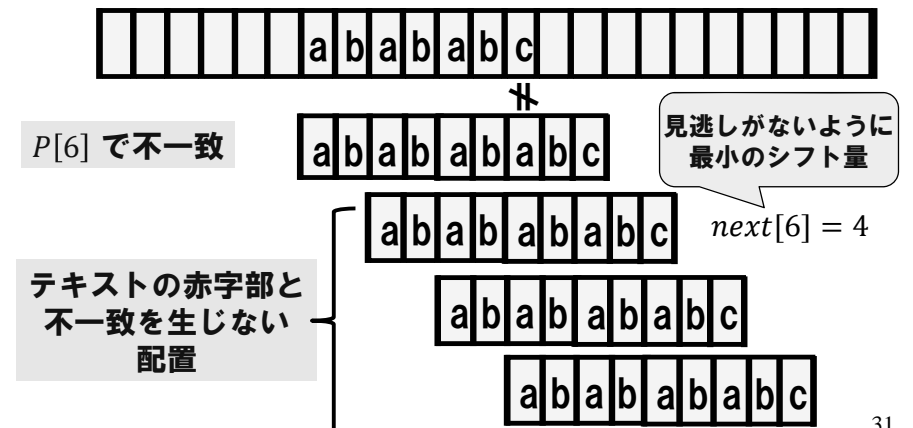 a b a b a b c
≠
P[6] で不一致
a b a b a b a b c
見逃しがないように
最小のシフト量
a b a b a b a b c
next[6] = 4
テキストの赤字部と
不一致を生じない
配置
a b a b a b a b c
a b a b a b a b c
31